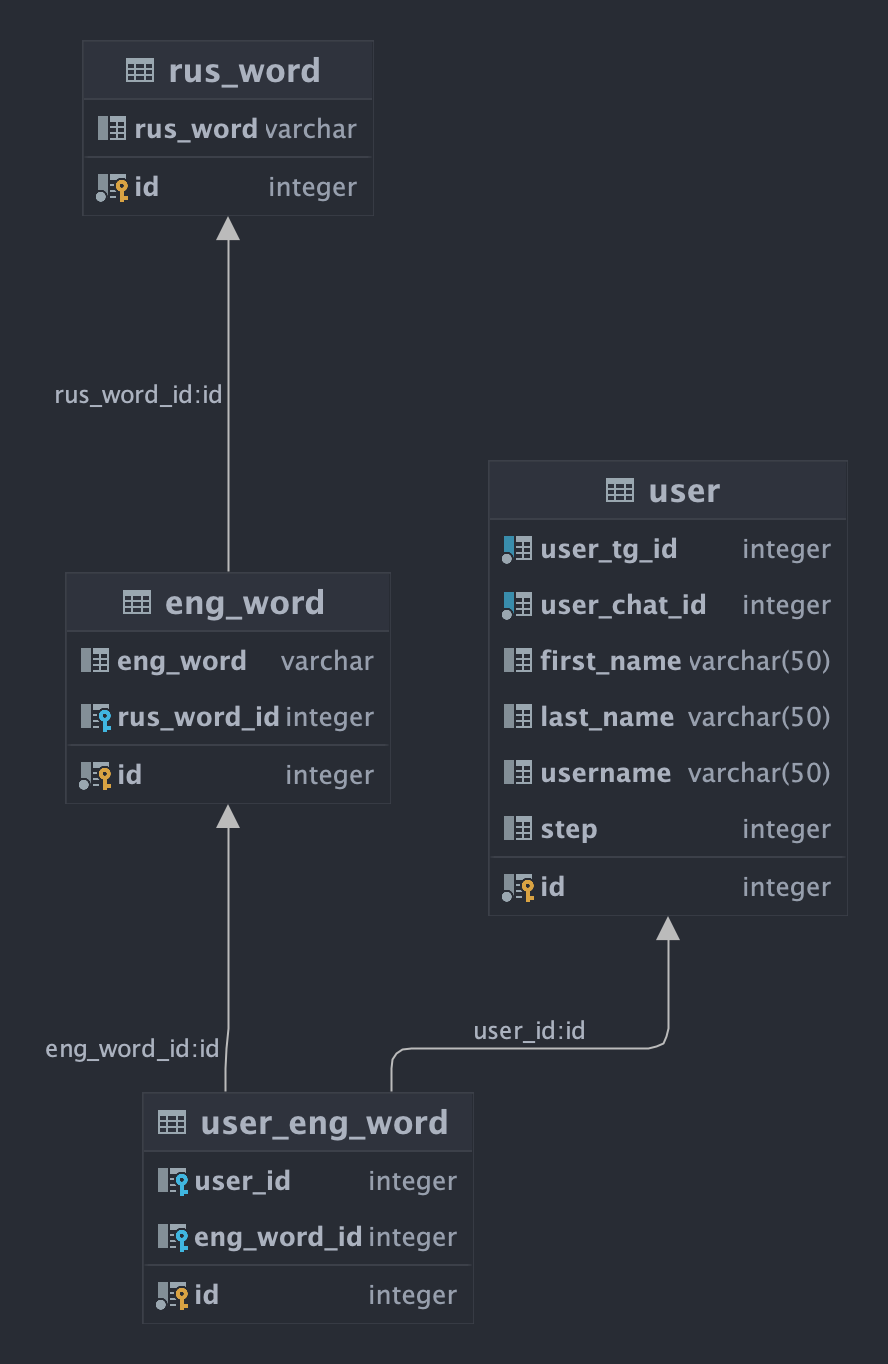 rus_word
rus_word varchar
id integer
rus_word_id:id
user
user_tg_id integer
user_chat_id integer
first_name varchar(50)
last_name varchar(50)
username varchar(50)
step integer
id integer
eng_word
eng_word varchar
rus_word_id integer
id integer
eng_word_id:id
user_id:id
user_eng_word
user_id integer
eng_word_id integer
id integer